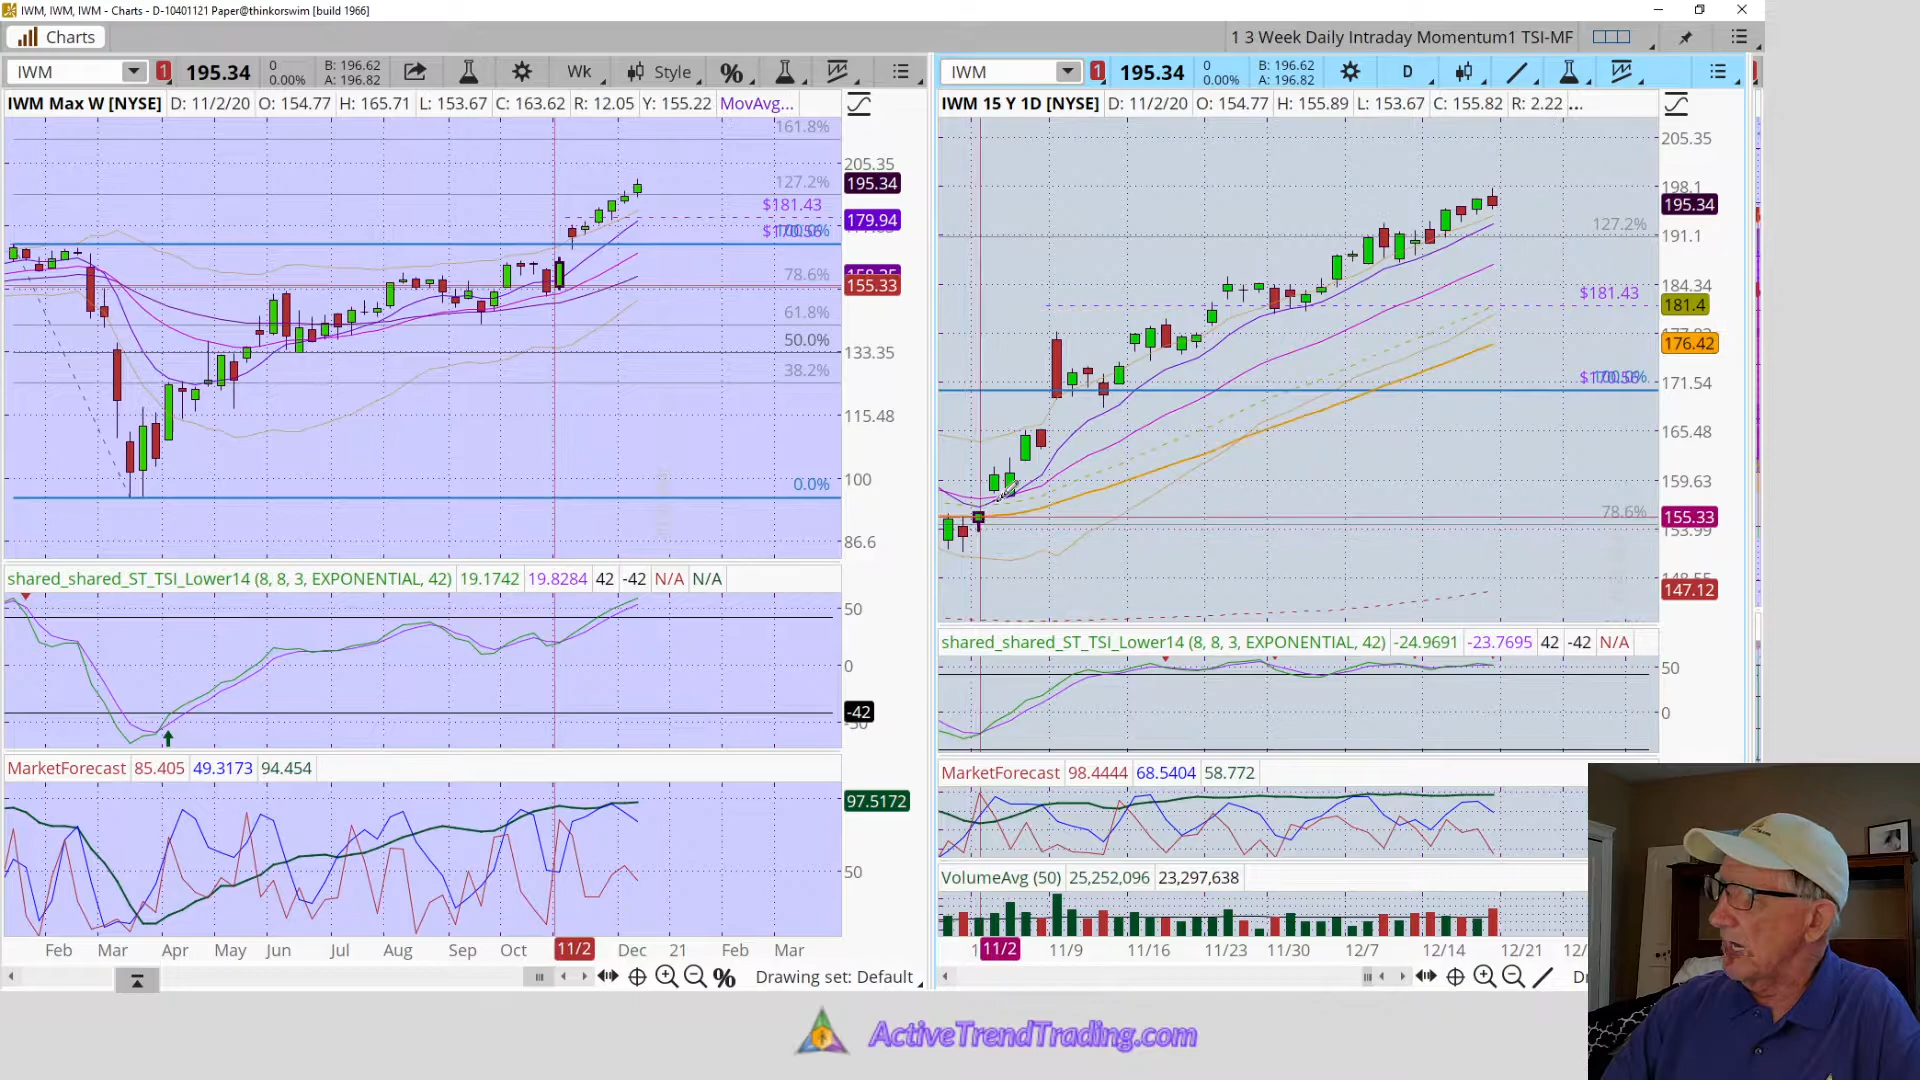 IWM, IWM, IWM - Charts - D-10401121 Paper@thinkorswim [build 1966]
Charts
1 3 Week Daily Intraday Momentum1 TSI-MF
IWM 1 195.34 0 0.00% B: 196.62 A: 196.82 Wk Style %
IWM 1 195.34 0 0.00% B: 196.62 A: 196.82 D
IWM Max W [NYSE] D: 11/2/20 O: 154.77 H: 165.71 L: 153.67 C: 163.62 R: 12.05 Y: 155.22 MovAvg...
161.8%
205.35
127.2%
195.34
$181.43
179.94
78.6%
155.33
61.8%
50.0%
133.35
38.2%
115.48
100
0.0%
86.6
shared_shared_ST_TSI_Lower14 (8, 8, 3, EXPONENTIAL, 42) 19.1742 19.8284 42 -42 N/A N/A
50
0
-42
MarketForecast 85.405 49.3173 94.454
97.5172
50
Feb Mar Apr May Jun Jul Aug Sep Oct 11/2 Dec 21 Feb Mar
% Drawing set: Default
IWM 15 Y 1D [NYSE] D: 11/2/20 O: 154.77 H: 155.89 L: 153.67 C: 155.82 R: 2.22 ...
205.35
198.1
195.34
127.2%
191.1
184.34
$181.43
181.4
176.42
171.54
165.48
159.63
78.6%
155.33
153.99
147.12
shared_shared_ST_TSI_Lower14 (8, 8, 3, EXPONENTIAL, 42) -24.9691 -23.7695 42 -42 N/A
50
0
MarketForecast 98.4444 68.5404 58.772
VolumeAvg (50) 25,252,096 23,297,638
11/2 11/9 11/16 11/23 11/30 12/7 12/14 12/21
ActiveTrendTrading.com